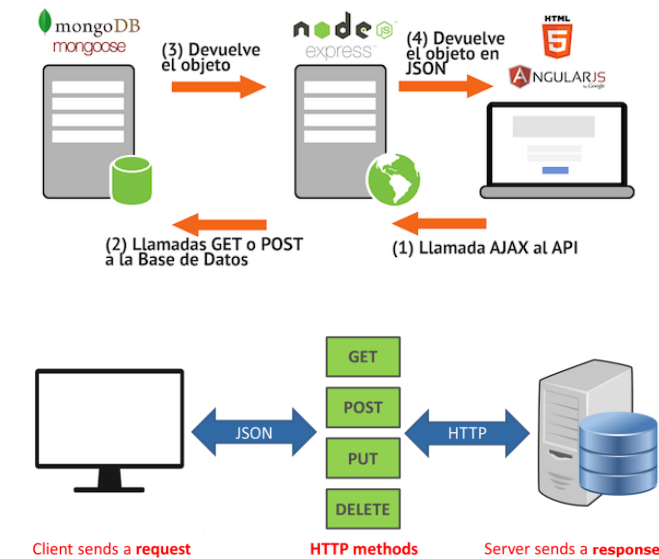 mongoDB
mongoose
(3) Devuelve
el objeto
node js
express
(4) Devuelve
el objeto en
JSON
HTML
5
ANGULARJS
by Google
(2) Llamadas GET o POST
a la Base de Datos
(1) Llamada AJAX al API
GET
POST
JSON
HTTP
PUT
DELETE
Client sends a request
HTTP methods
Server sends a response